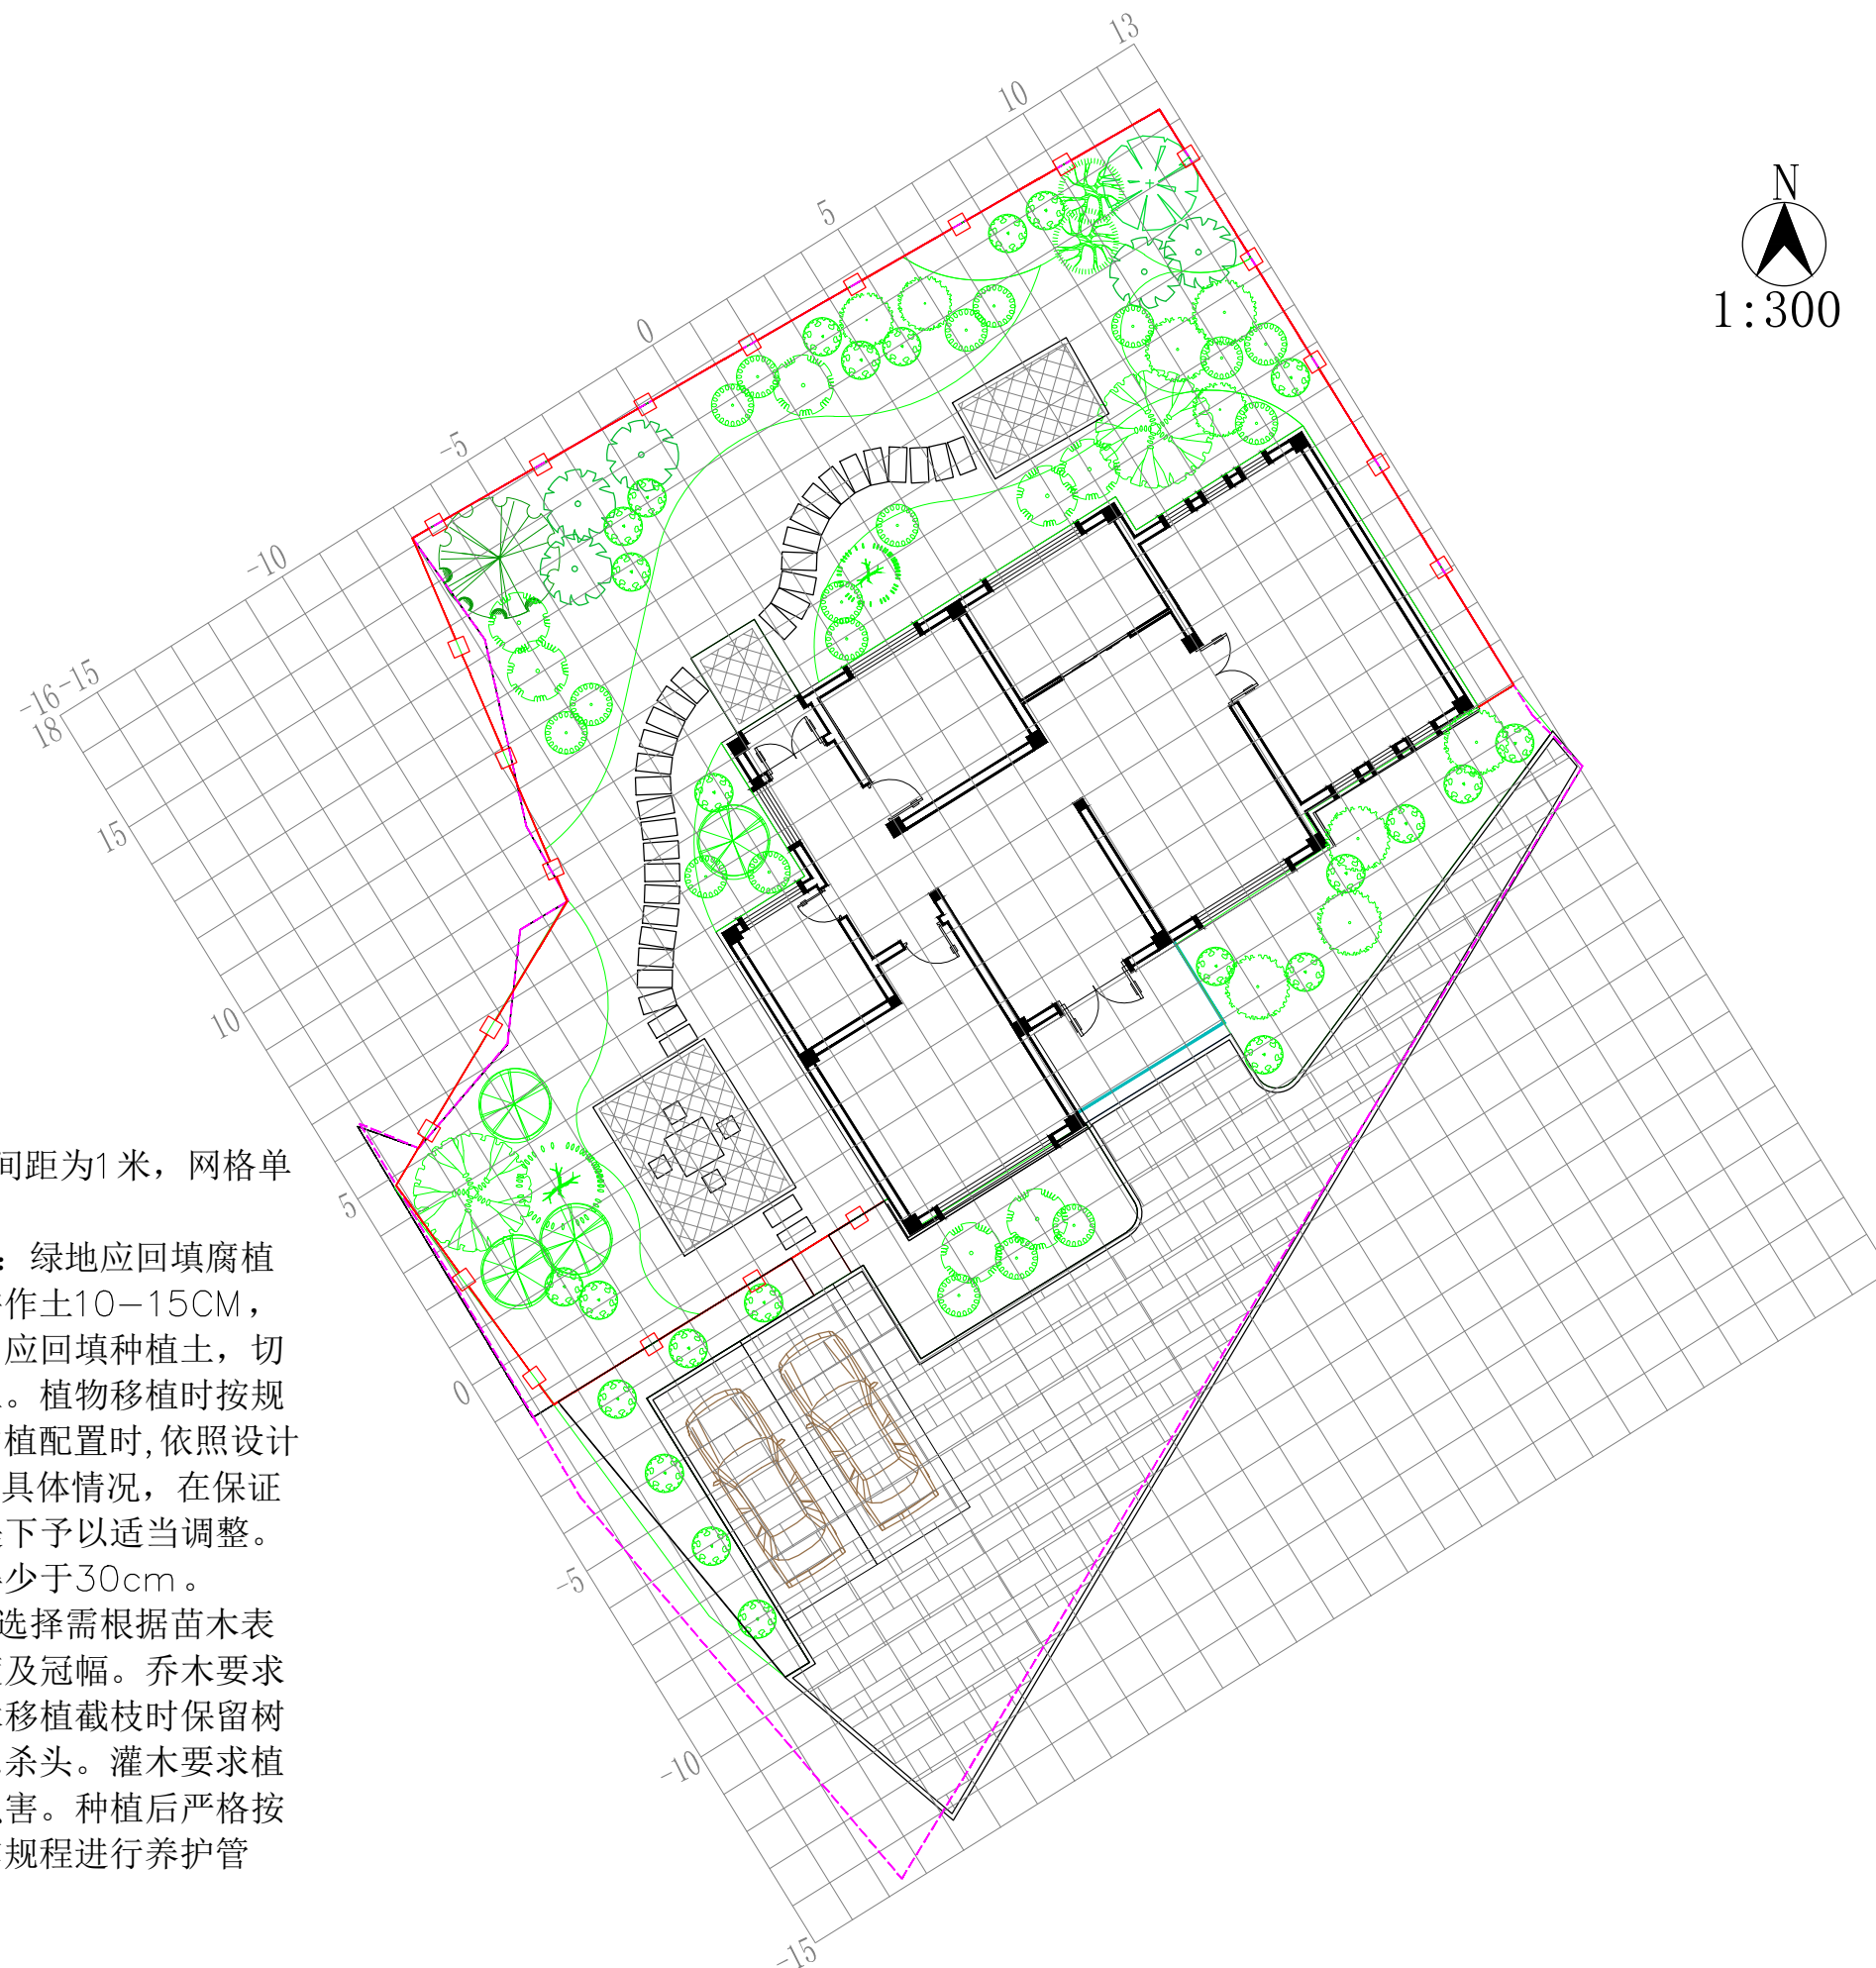 13
10
5
0
-5
-10
-16 -15
18
15
10
5
0
-5
-10
-15
N
1:300
间距为1米，网格单
：绿地应回填腐植
作土10-15CM，
应回填种植土，切
。植物移植时按规
植配置时,依照设计
具体情况，在保证
下予以适当调整。
少于30cm。
选择需根据苗木表
及冠幅。乔木要求
移植截枝时保留树
杀头。灌木要求植
害。种植后严格按
规程进行养护管